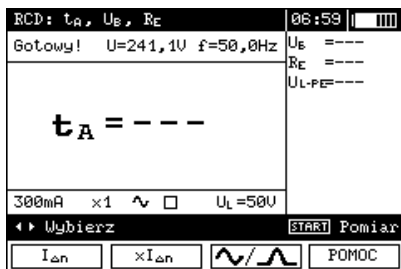 RCD: tA, UB, RE 06:59
Gotowy! U=241,1V f=50,0Hz
UB =---
RE =---
UL-PE=---
tA=---
300mA ×1 UL=50V
Wybierz START Pomiar
IΔn ×IΔn POMOC